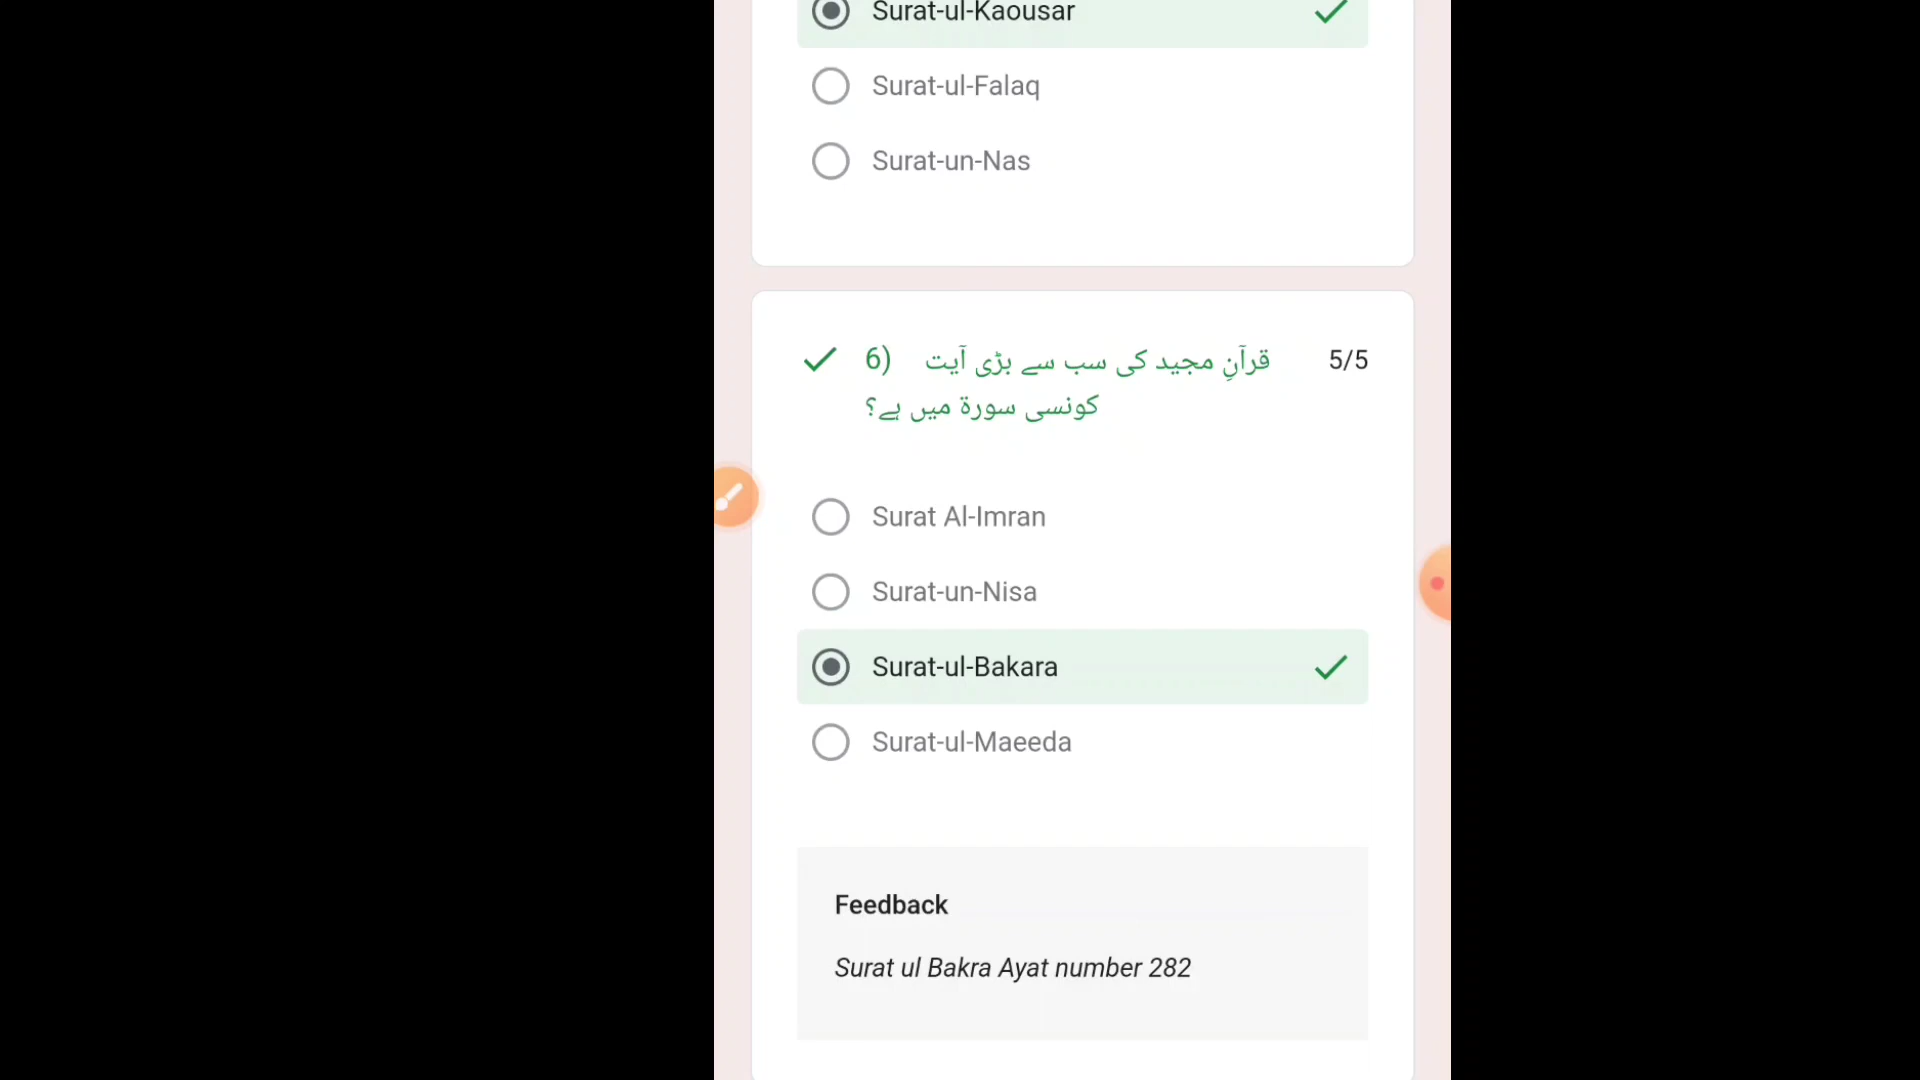 Surat-ul-Kaousar
Surat-ul-Falaq
Surat-un-Nas
6) قرآنِ مجید کی سب سے بڑی آیت
5/5
کونسی سورۃ میں ہے؟
Surat Al-Imran
Surat-un-Nisa
Surat-ul-Bakara
Surat-ul-Maeeda
Feedback
Surat ul Bakra Ayat number 282